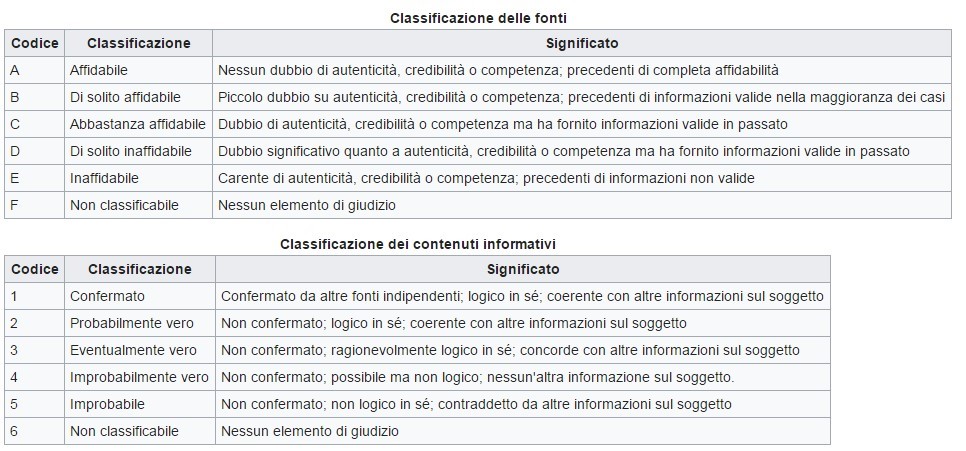 Classificazione delle fonti
Codice Classificazione Significato
A Affidabile Nessun dubbio di autenticità, credibilità o competenza; precedenti di completa affidabilità
B Di solito affidabile Piccolo dubbio su autenticità, credibilità o competenza; precedenti di informazioni valide nella maggioranza dei casi
C Abbastanza affidabile Dubbio di autenticità, credibilità o competenza ma ha fornito informazioni valide in passato
D Di solito inaffidabile Dubbio significativo quanto a autenticità, credibilità o competenza ma ha fornito informazioni valide in passato
E Inaffidabile Carente di autenticità, credibilità o competenza; precedenti di informazioni non valide
F Non classificabile Nessun elemento di giudizio
Classificazione dei contenuti informativi
Codice Classificazione Significato
1 Confermato Confermato da altre fonti indipendenti; logico in sé; coerente con altre informazioni sul soggetto
2 Probabilmente vero Non confermato; logico in sé; coerente con altre informazioni sul soggetto
3 Eventualmente vero Non confermato; ragionevolmente logico in sé; concorde con altre informazioni sul soggetto
4 Improbabilmente vero Non confermato; possibile ma non logico; nessun'altra informazione sul soggetto.
5 Improbabile Non confermato; non logico in sé; contraddetto da altre informazioni sul soggetto
6 Non classificabile Nessun elemento di giudizio